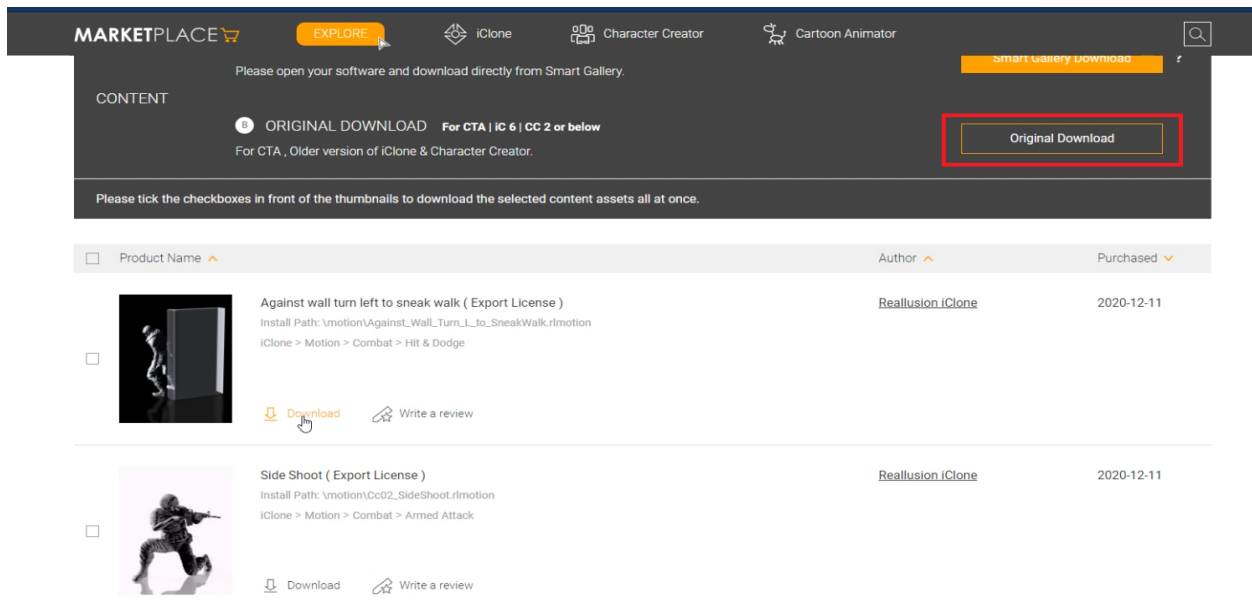 MARKETPLACE EXPLORE iClone Character Creator Cartoon Animator
Please open your software and download directly from Smart Gallery.
Smart Gallery Download ?
CONTENT
B ORIGINAL DOWNLOAD For CTA | iC 6 | CC 2 or below
Original Download
For CTA , Older version of iClone & Character Creator.
Please tick the checkboxes in front of the thumbnails to download the selected content assets all at once.
Product Name Author Purchased
Against wall turn left to sneak walk ( Export License ) Reallusion iClone 2020-12-11
Install Path: \motion\Against_Wall_Turn_L_to_SneakWalk.rlmotion
iClone > Motion > Combat > Hit & Dodge
Download Write a review
Side Shoot ( Export License ) Reallusion iClone 2020-12-11
Install Path: \motion\Cc02_SideShoot.rlmotion
iClone > Motion > Combat > Armed Attack
Download Write a review